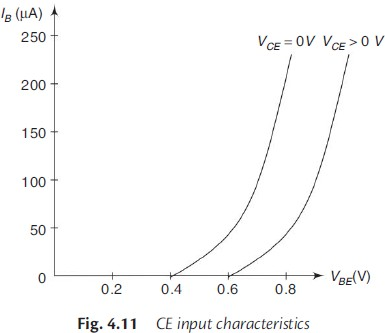 I_B (μA)
250
200
150
100
50
0
V_CE = 0V V_CE > 0 V
0.2 0.4 0.6 0.8
V_BE(V)
Fig. 4.11 CE input characteristics